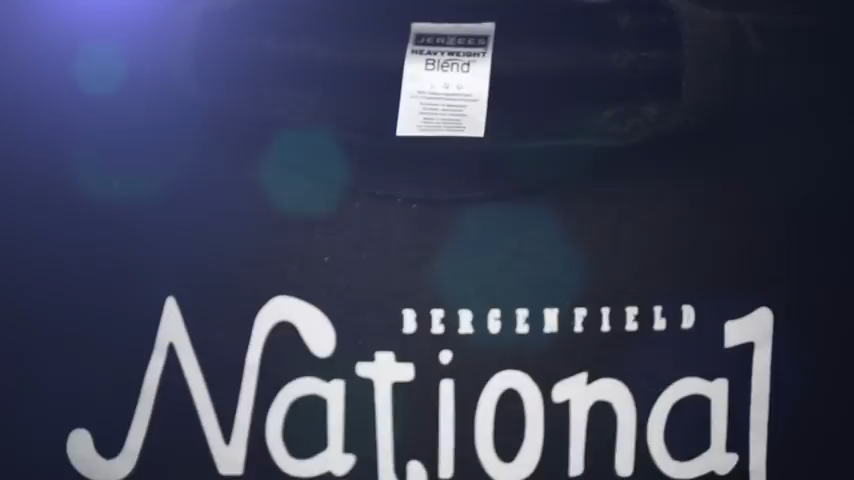 JERZEES
HEAVYWEIGHT
Blend
BERGENFIELD
National